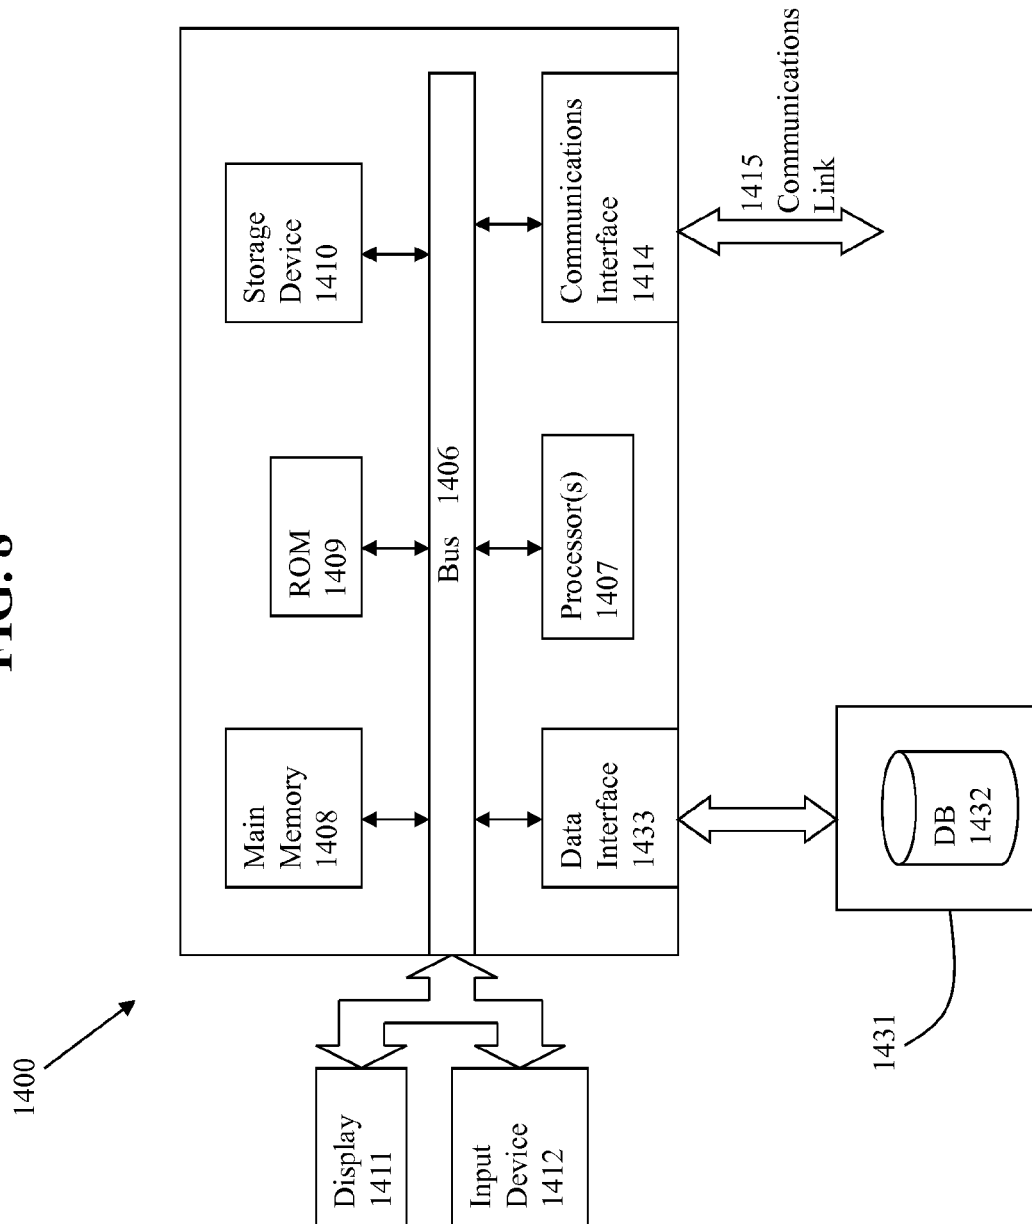 FIG. 8
1400
Main
Memory
1408
ROM
1409
Storage
Device
1410
Display
1411
Bus 1406
Input
Device
1412
Data
Interface
1433
Processor(s)
1407
Communications
Interface
1414
1415
Communications
Link
1431
DB
1432